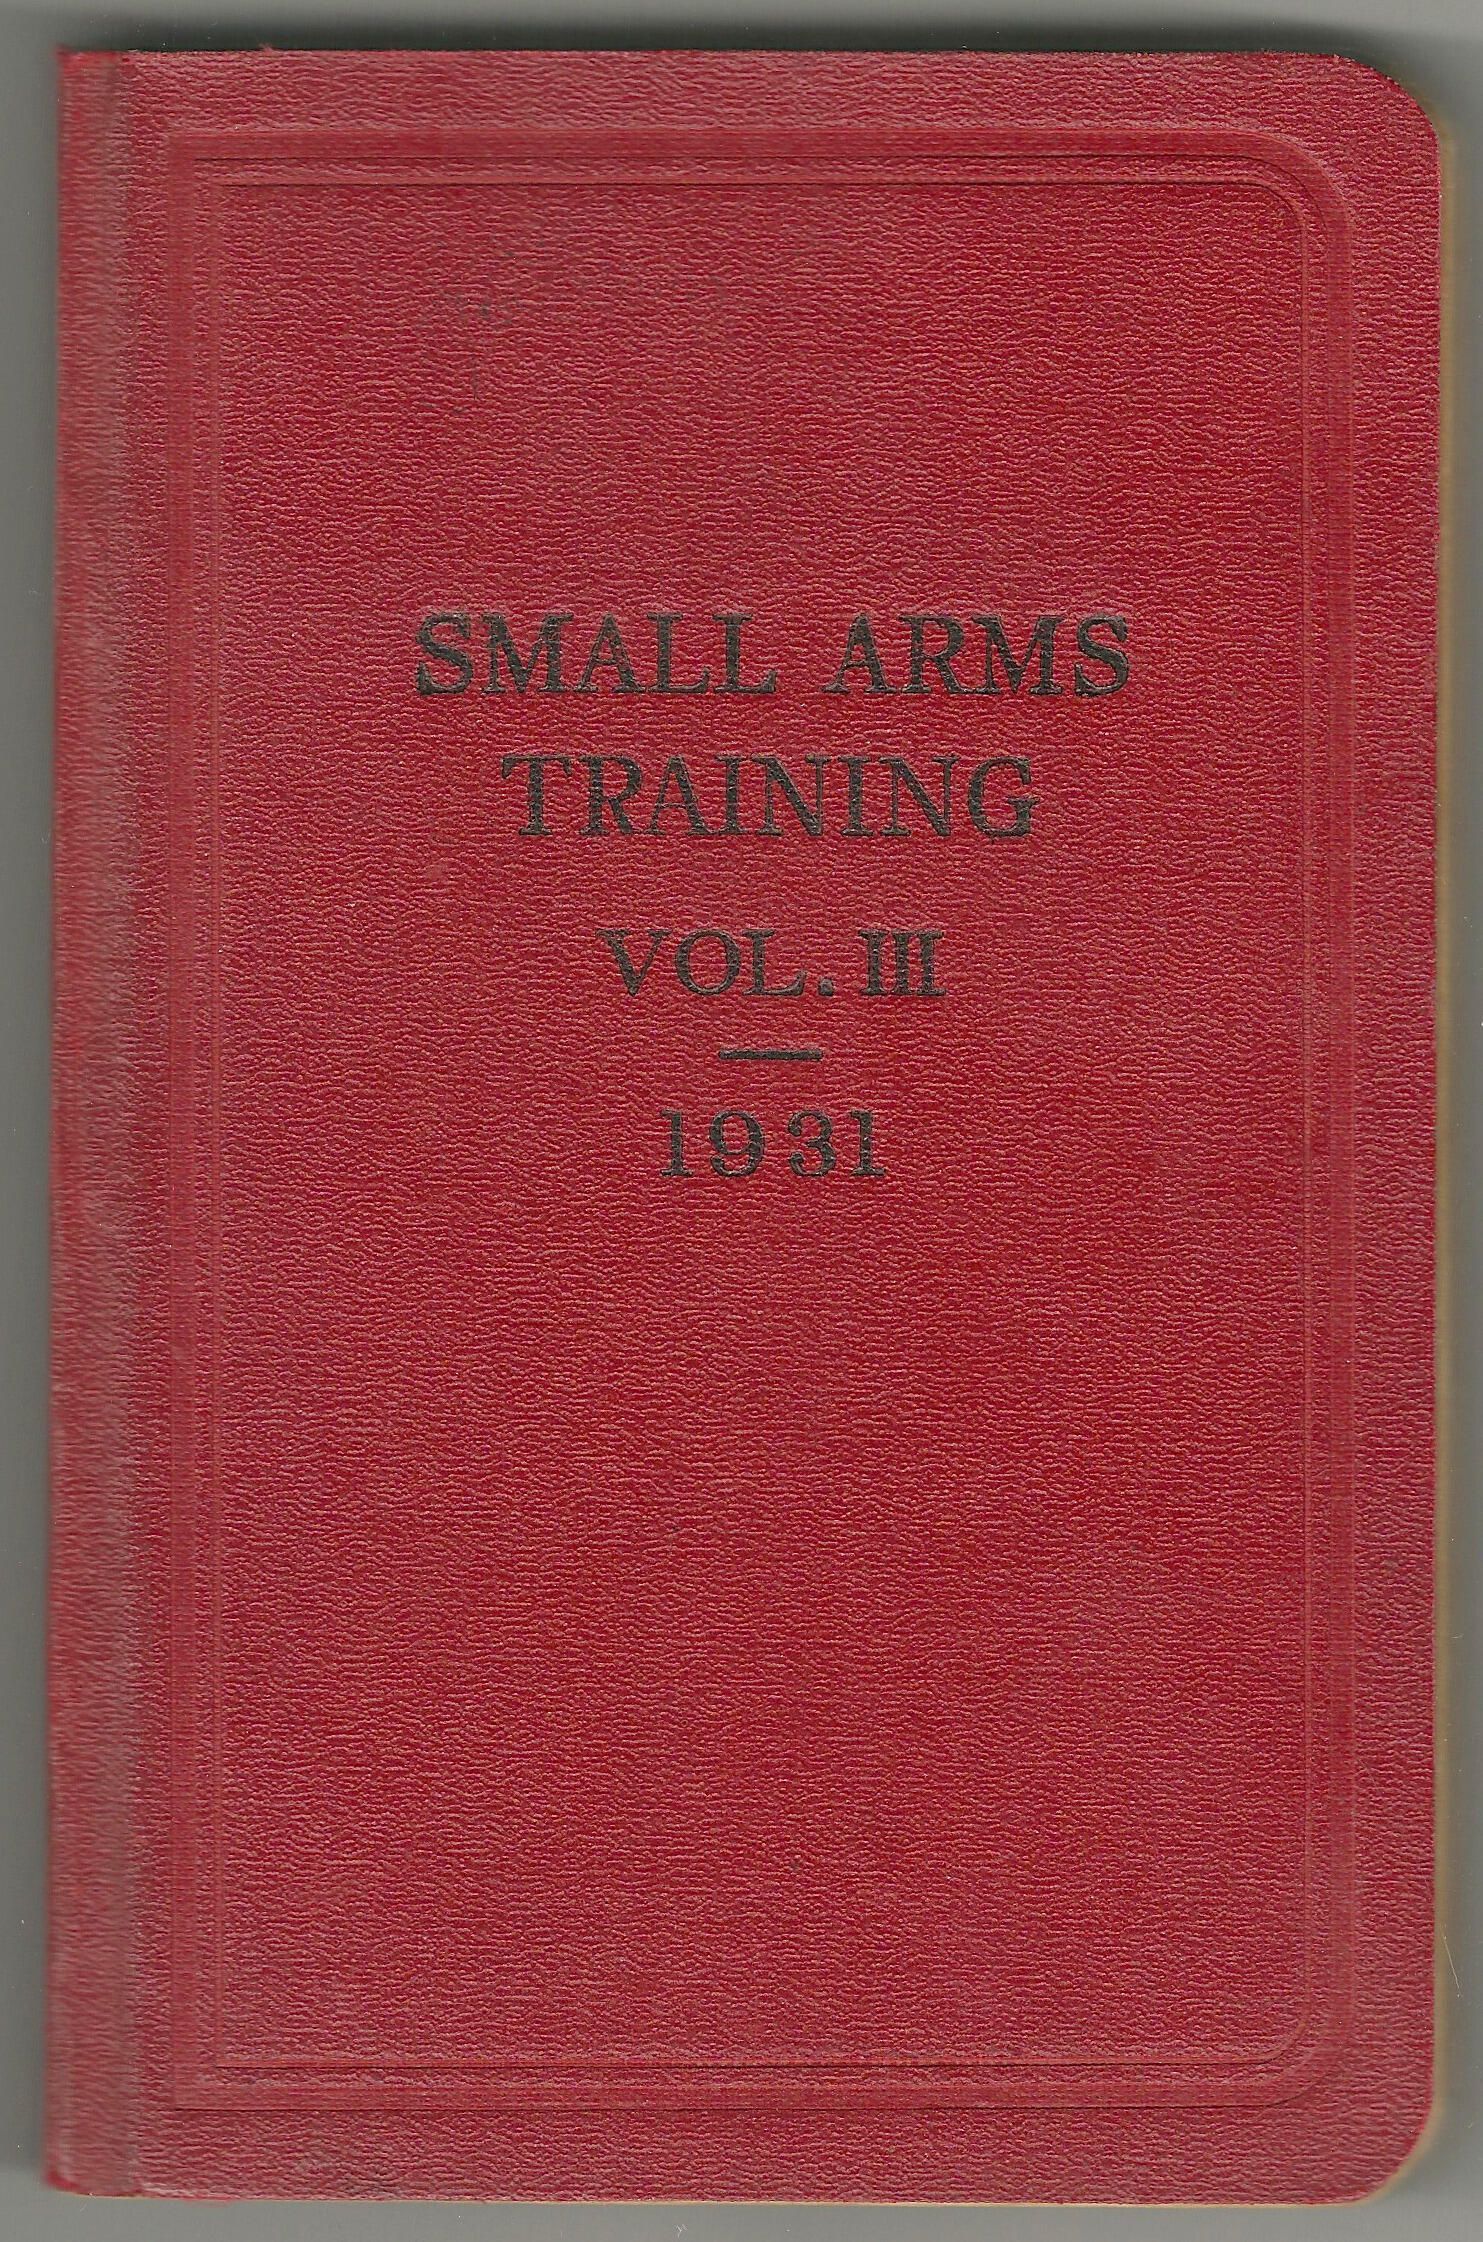 SMALL ARMS
TRAINING
VOL. III
1931